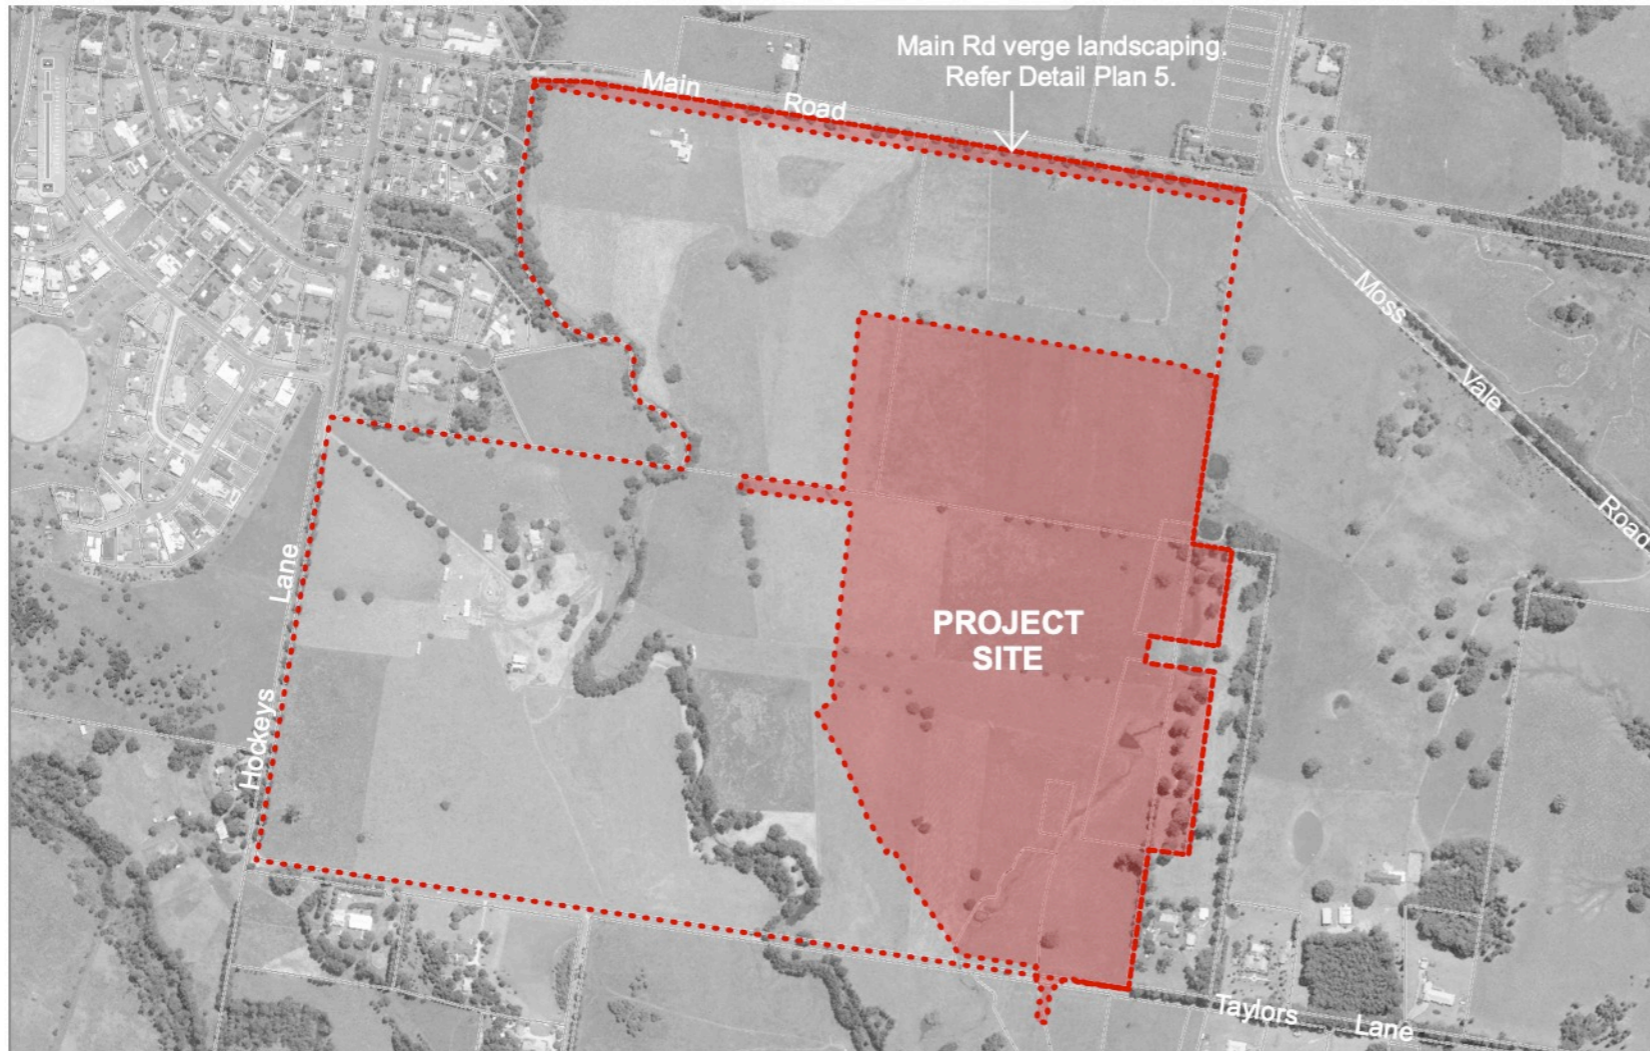 Main Rd verge landscaping.
Refer Detail Plan 5.
Main Road
Moss Vale Road
Hockeys Lane
PROJECT
SITE
Taylors Lane